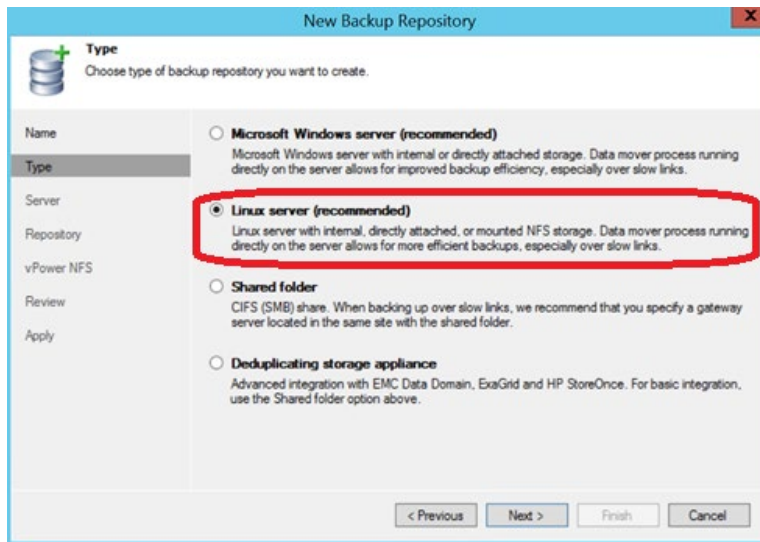 New Backup Repository
X
Type
Choose type of backup repository you want to create.
Name
Type
Server
Repository
vPower NFS
Review
Apply
Microsoft Windows server (recommended)
Microsoft Windows server with internal or directly attached storage. Data mover process running
directly on the server allows for improved backup efficiency, especially over slow links.
Linux server (recommended)
Linux server with internal, directly attached, or mounted NFS storage. Data mover process running
directly on the server allows for more efficient backups, especially over slow links.
Shared folder
CIFS (SMB) share. When backing up over slow links, we recommend that you specify a gateway
server located in the same site with the shared folder.
Deduplicating storage appliance
Advanced integration with EMC Data Domain, ExaGrid and HP StoreOnce. For basic integration,
use the Shared folder option above.
< Previous
Next >
Finish
Cancel